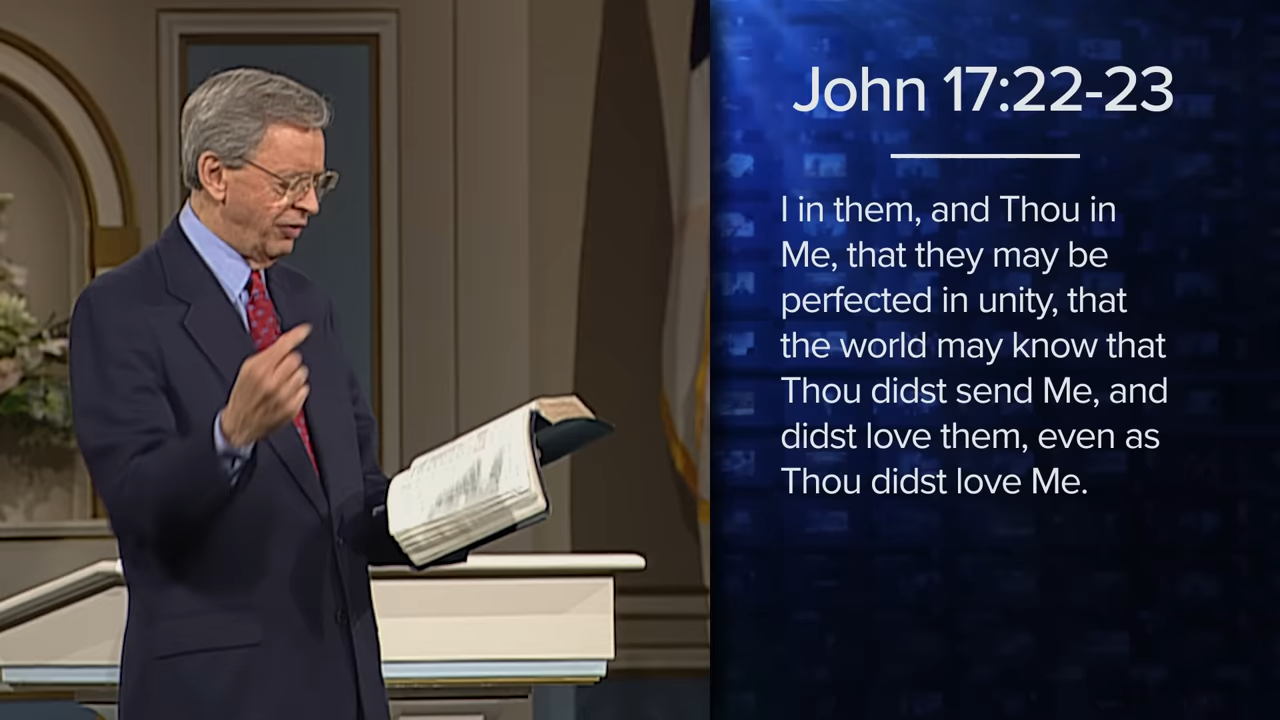 John 17:22-23
I in them, and Thou in
Me, that they may be
perfected in unity, that
the world may know that
Thou didst send Me, and
didst love them, even as
Thou didst love Me.